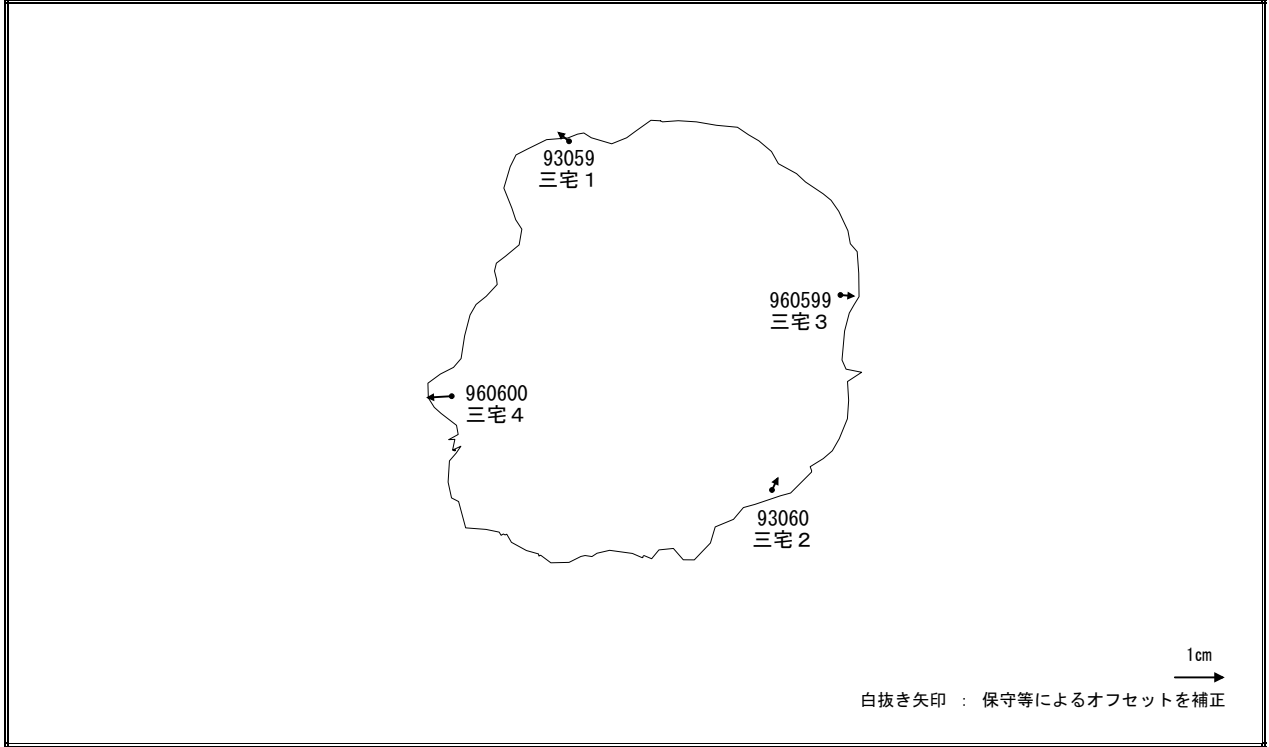 93059
三宅１
960599
三宅３
960600
三宅４
93060
三宅２
1cm
白抜き矢印 ： 保守等によるオフセットを補正